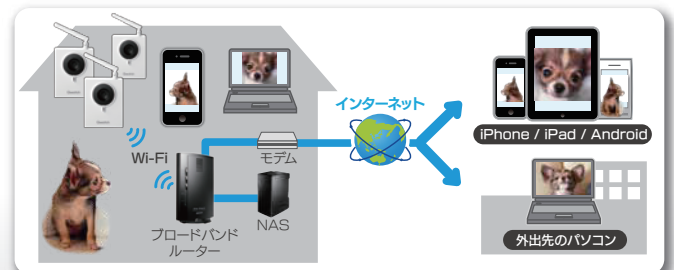 インターネット
Wi-Fi
モデム
ブロードバンド
ルーター
NAS
iPhone / iPad / Android
外出先のパソコン